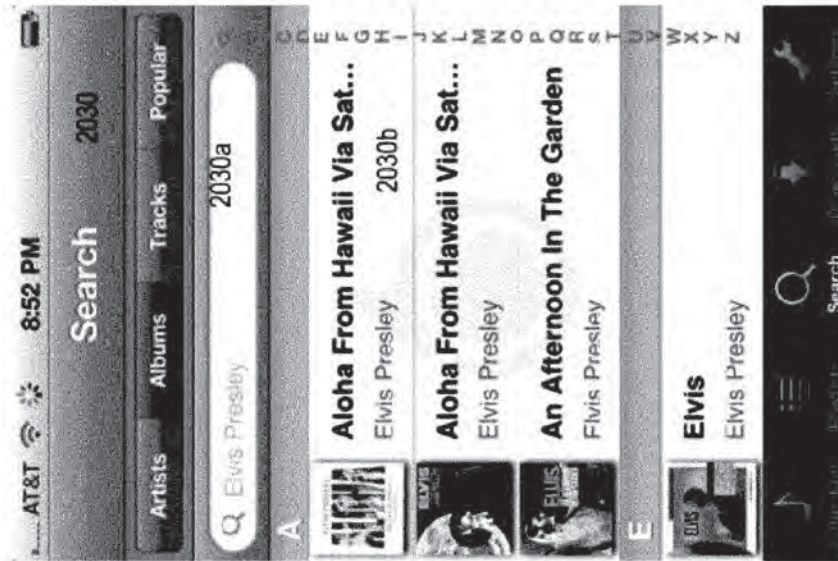 AT&T 8:52 PM
Search 2030
Artists Albums Tracks Popular
Elvis Presley 2030a
A
Aloha From Hawaii Via Sat...
Elvis Presley 2030b
Aloha From Hawaii Via Sat...
Elvis Presley
An Afternoon In The Garden
Elvis Presley
E
Elvis
Elvis Presley
C
D
E
F
G
H
I
J
K
L
M
N
O
P
Q
R
S
T
U
V
W
X
Y
Z
Search